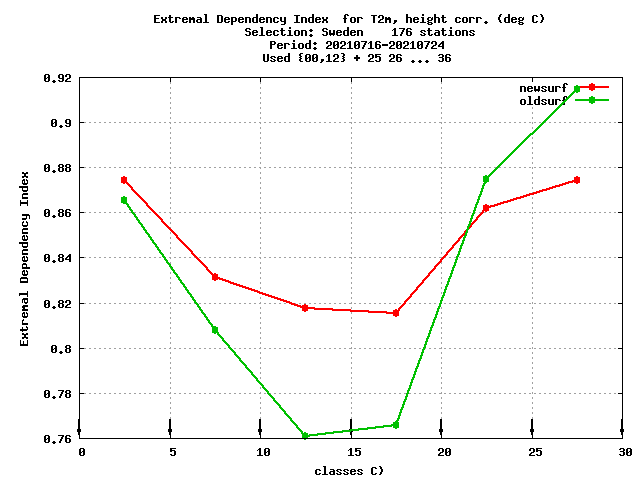 Extremal Dependency Index  for T2m, height corr. (deg C)
Selection: Sweden    176 stations
Period: 20210716-20210724
Used {00,12} + 25 26 ... 36
newsurf
oldsurf
Extremal Dependency Index
0.92
0.9
0.88
0.86
0.84
0.82
0.8
0.78
0.76
0 5 10 15 20 25 30
classes C)